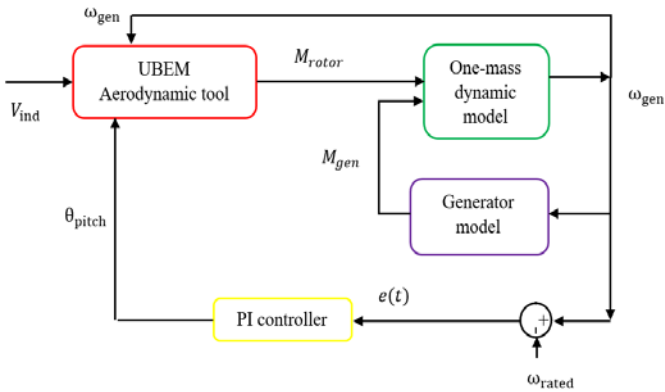 ω_gen
UBEM
Aerodynamic tool
V_ind
M_rotor
One-mass
dynamic
model
ω_gen
M_gen
Generator
model
θ_pitch
e(t)
PI controller
+
-
ω_rated